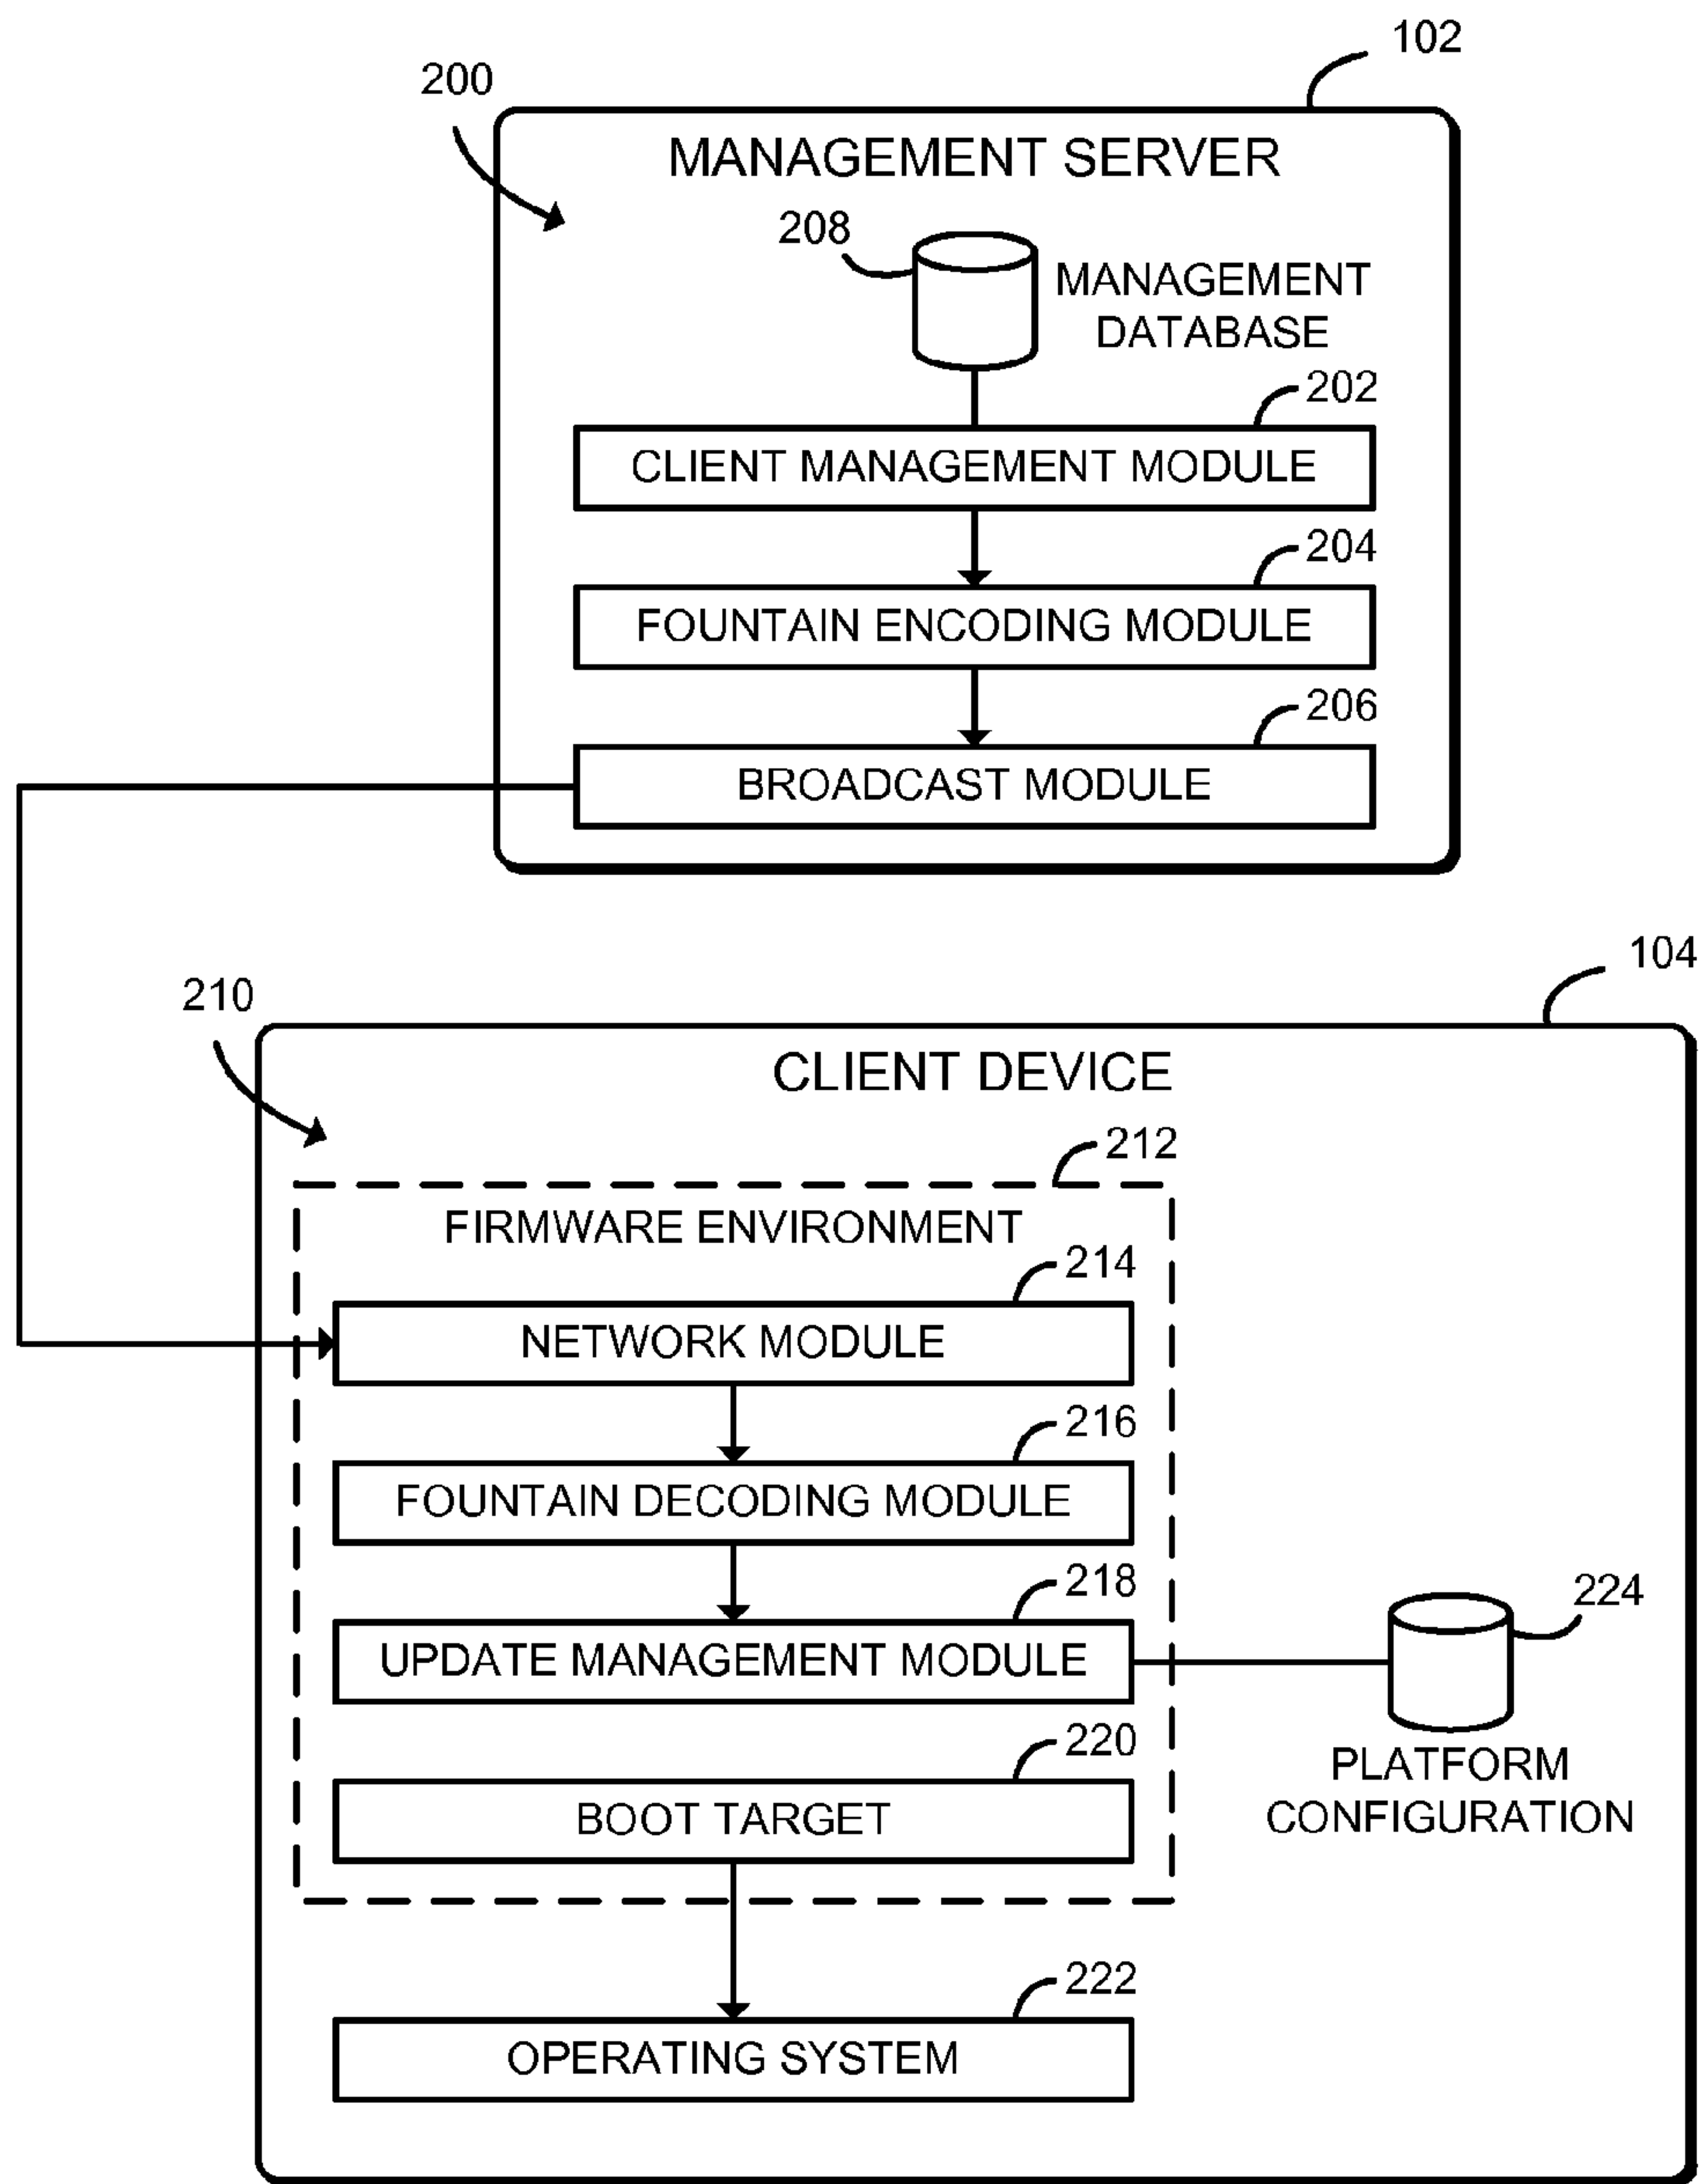 102
200
MANAGEMENT SERVER
208
MANAGEMENT
DATABASE
202
CLIENT MANAGEMENT MODULE
204
FOUNTAIN ENCODING MODULE
206
BROADCAST MODULE
104
210
CLIENT DEVICE
212
FIRMWARE ENVIRONMENT
214
NETWORK MODULE
216
FOUNTAIN DECODING MODULE
218
UPDATE MANAGEMENT MODULE
224
PLATFORM
CONFIGURATION
220
BOOT TARGET
222
OPERATING SYSTEM